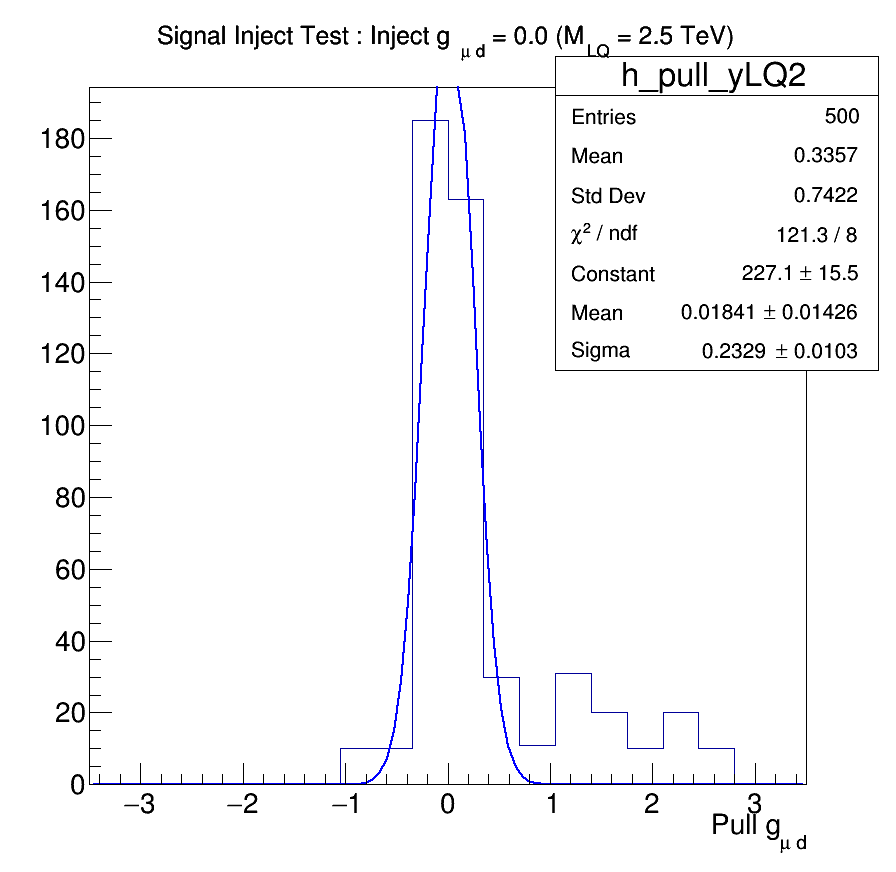 Signal Inject Test : Inject g μ d = 0.0 (M LQ = 2.5 TeV)
h_pull_yLQ2
Entries 500
Mean 0.3357
Std Dev 0.7422
χ² / ndf 121.3 / 8
Constant 227.1 ± 15.5
Mean 0.01841 ± 0.01426
Sigma 0.2329 ± 0.0103
180
160
140
120
100
80
60
40
20
0
−3 −2 −1 0 1 2 3
Pull g μ d